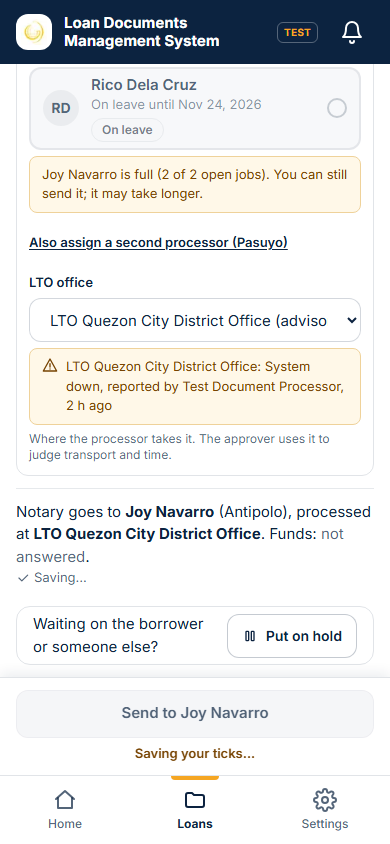 Loan Documents
Management System
TEST
RD
Rico Dela Cruz
On leave until Nov 24, 2026
On leave
Joy Navarro is full (2 of 2 open jobs). You can still
send it; it may take longer.
Also assign a second processor (Pasuyo)
LTO office
LTO Quezon City District Office (adviso
LTO Quezon City District Office: System
down, reported by Test Document Processor,
2 h ago
Where the processor takes it. The approver uses it to
judge transport and time.
Notary goes to Joy Navarro (Antipolo), processed
at LTO Quezon City District Office. Funds: not
answered.
✓ Saving...
Waiting on the borrower
or someone else?
Put on hold
Send to Joy Navarro
Saving your ticks...
Home
Loans
Settings